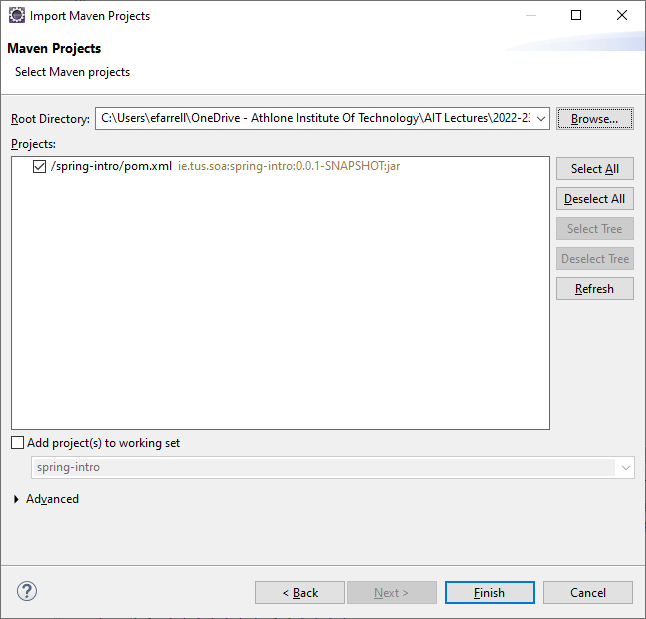 Import Maven Projects
Maven Projects
Select Maven projects
Root Directory: C:\Users\efarrell\OneDrive - Athlone Institute Of Technology\AIT Lectures\2022-23 Browse...
Projects:
/spring-intro/pom.xml ie.tus.soa:spring-intro:0.0.1-SNAPSHOT:jar
Select All
Deselect All
Select Tree
Deselect Tree
Refresh
Add project(s) to working set
spring-intro
Advanced
? < Back Next > Finish Cancel